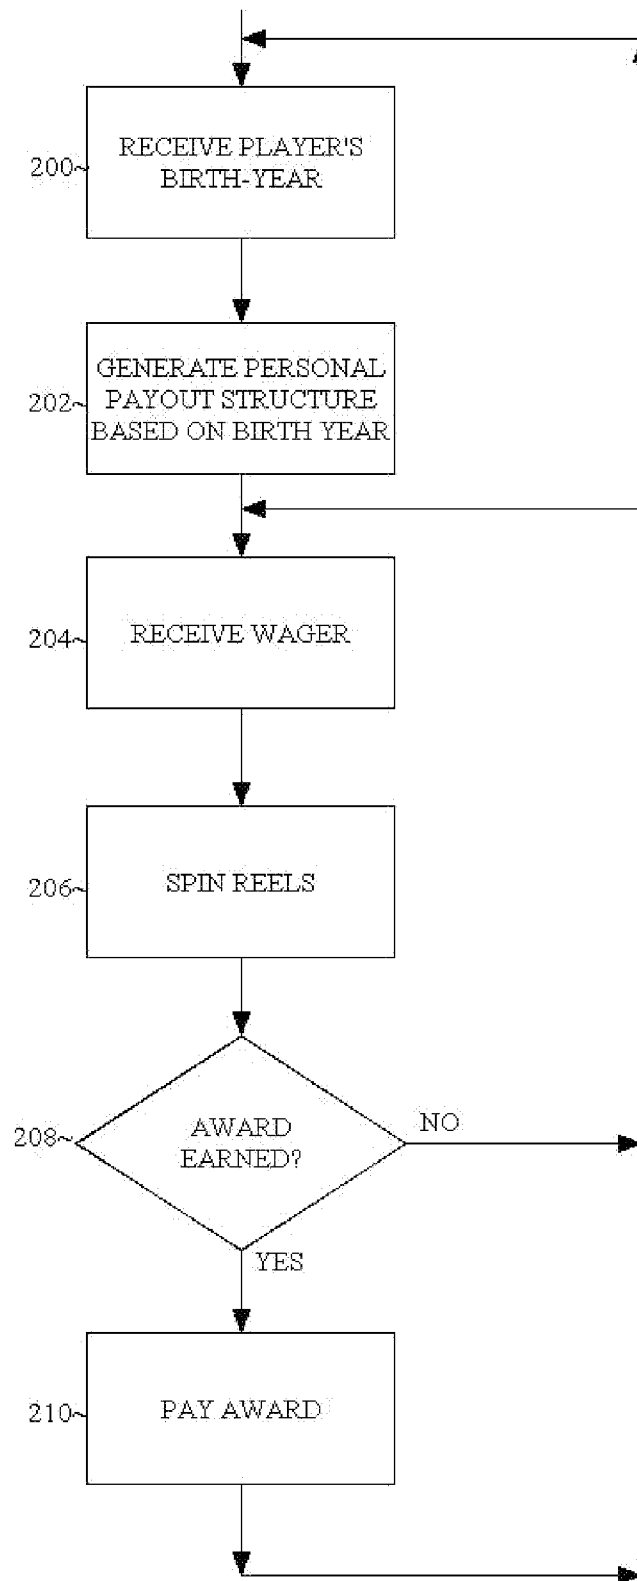 200~
RECEIVE PLAYER'S
BIRTH-YEAR
202~
GENERATE PERSONAL
PAYOUT STRUCTURE
BASED ON BIRTH YEAR
204~
RECEIVE WAGER
206~
SPIN REELS
208~
AWARD
EARNED?
NO
YES
210~
PAY AWARD